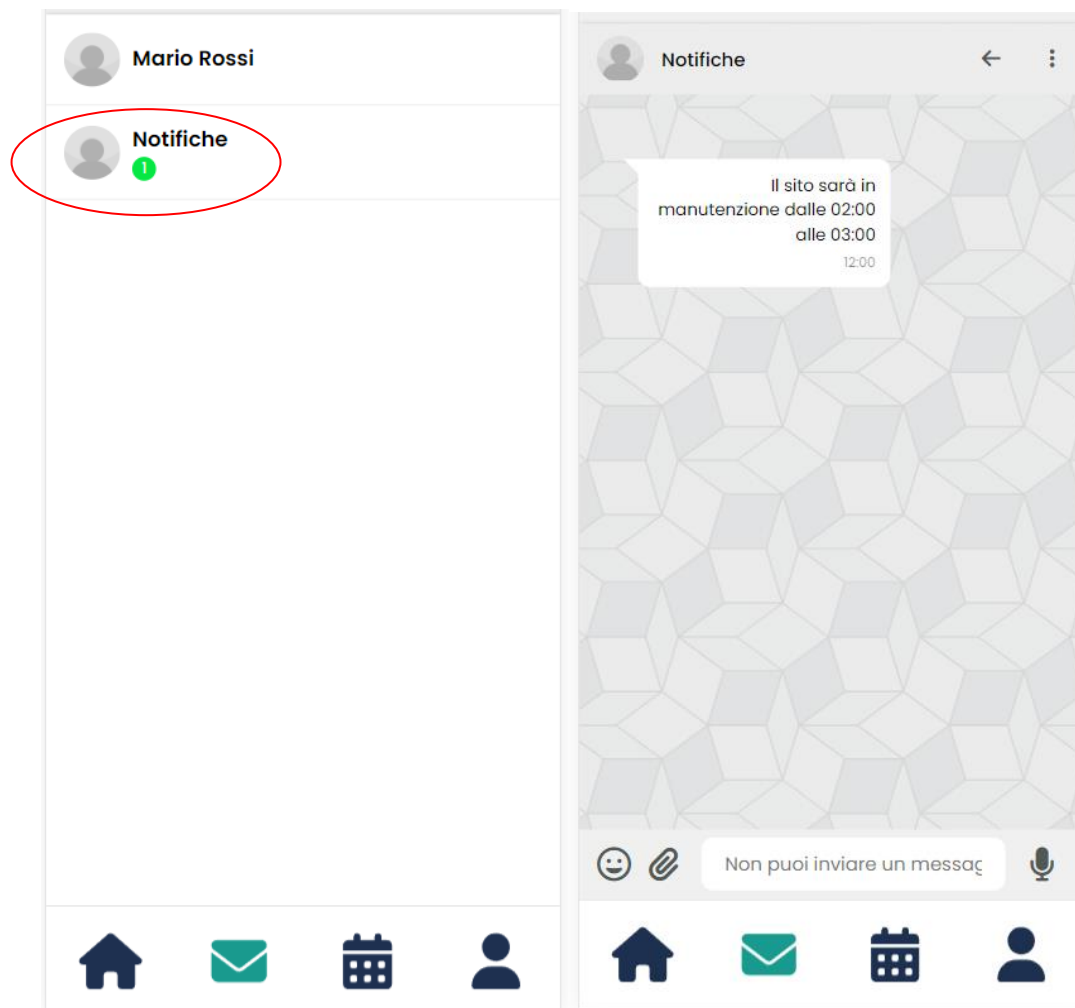 Mario Rossi
Notifiche
1
Notifiche
Il sito sarà in
manutenzione dalle 02:00
alle 03:00
12:00
Non puoi inviare un messag